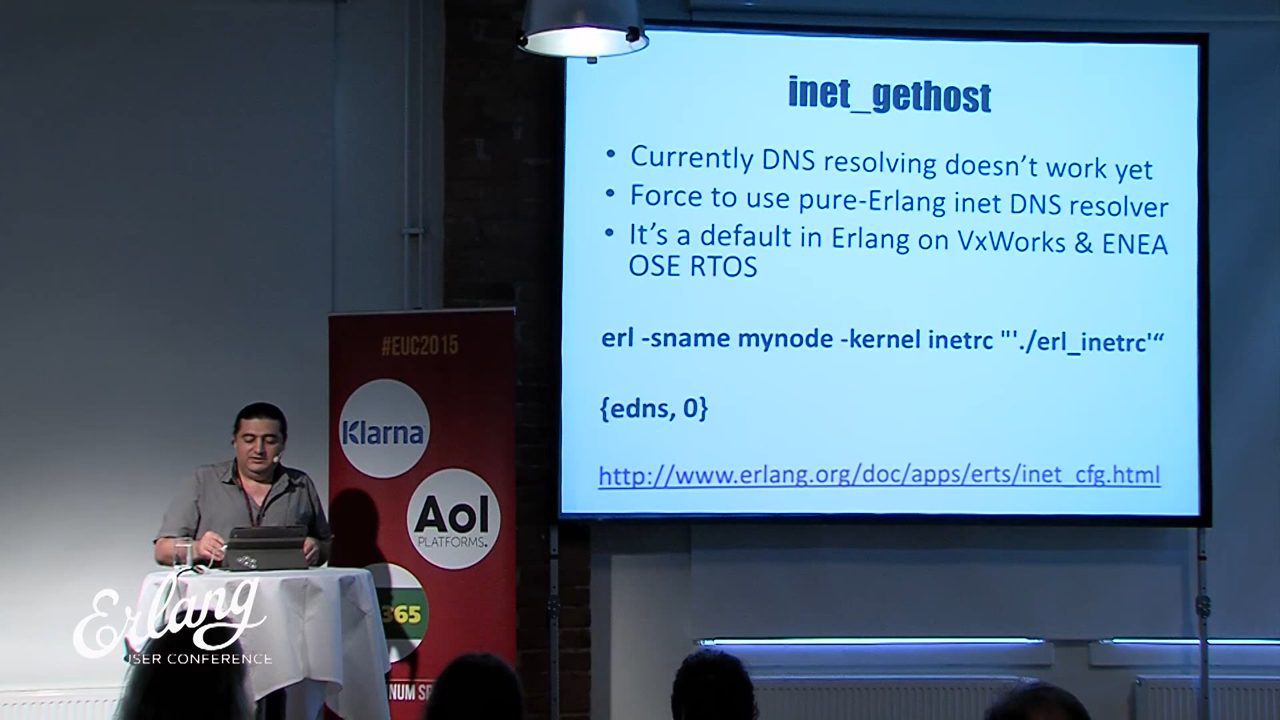 inet_gethost
• Currently DNS resolving doesn't work yet
• Force to use pure-Erlang inet DNS resolver
• It's a default in Erlang on VxWorks & ENEA
OSE RTOS
erl -sname mynode -kernel inetrc "'./erl_inetrc'“
{edns, 0}
http://www.erlang.org/doc/apps/erts/inet_cfg.html
#EUC2015
Klarna
Aol
PLATFORMS.
365
NUM SP
Erlang
USER CONFERENCE